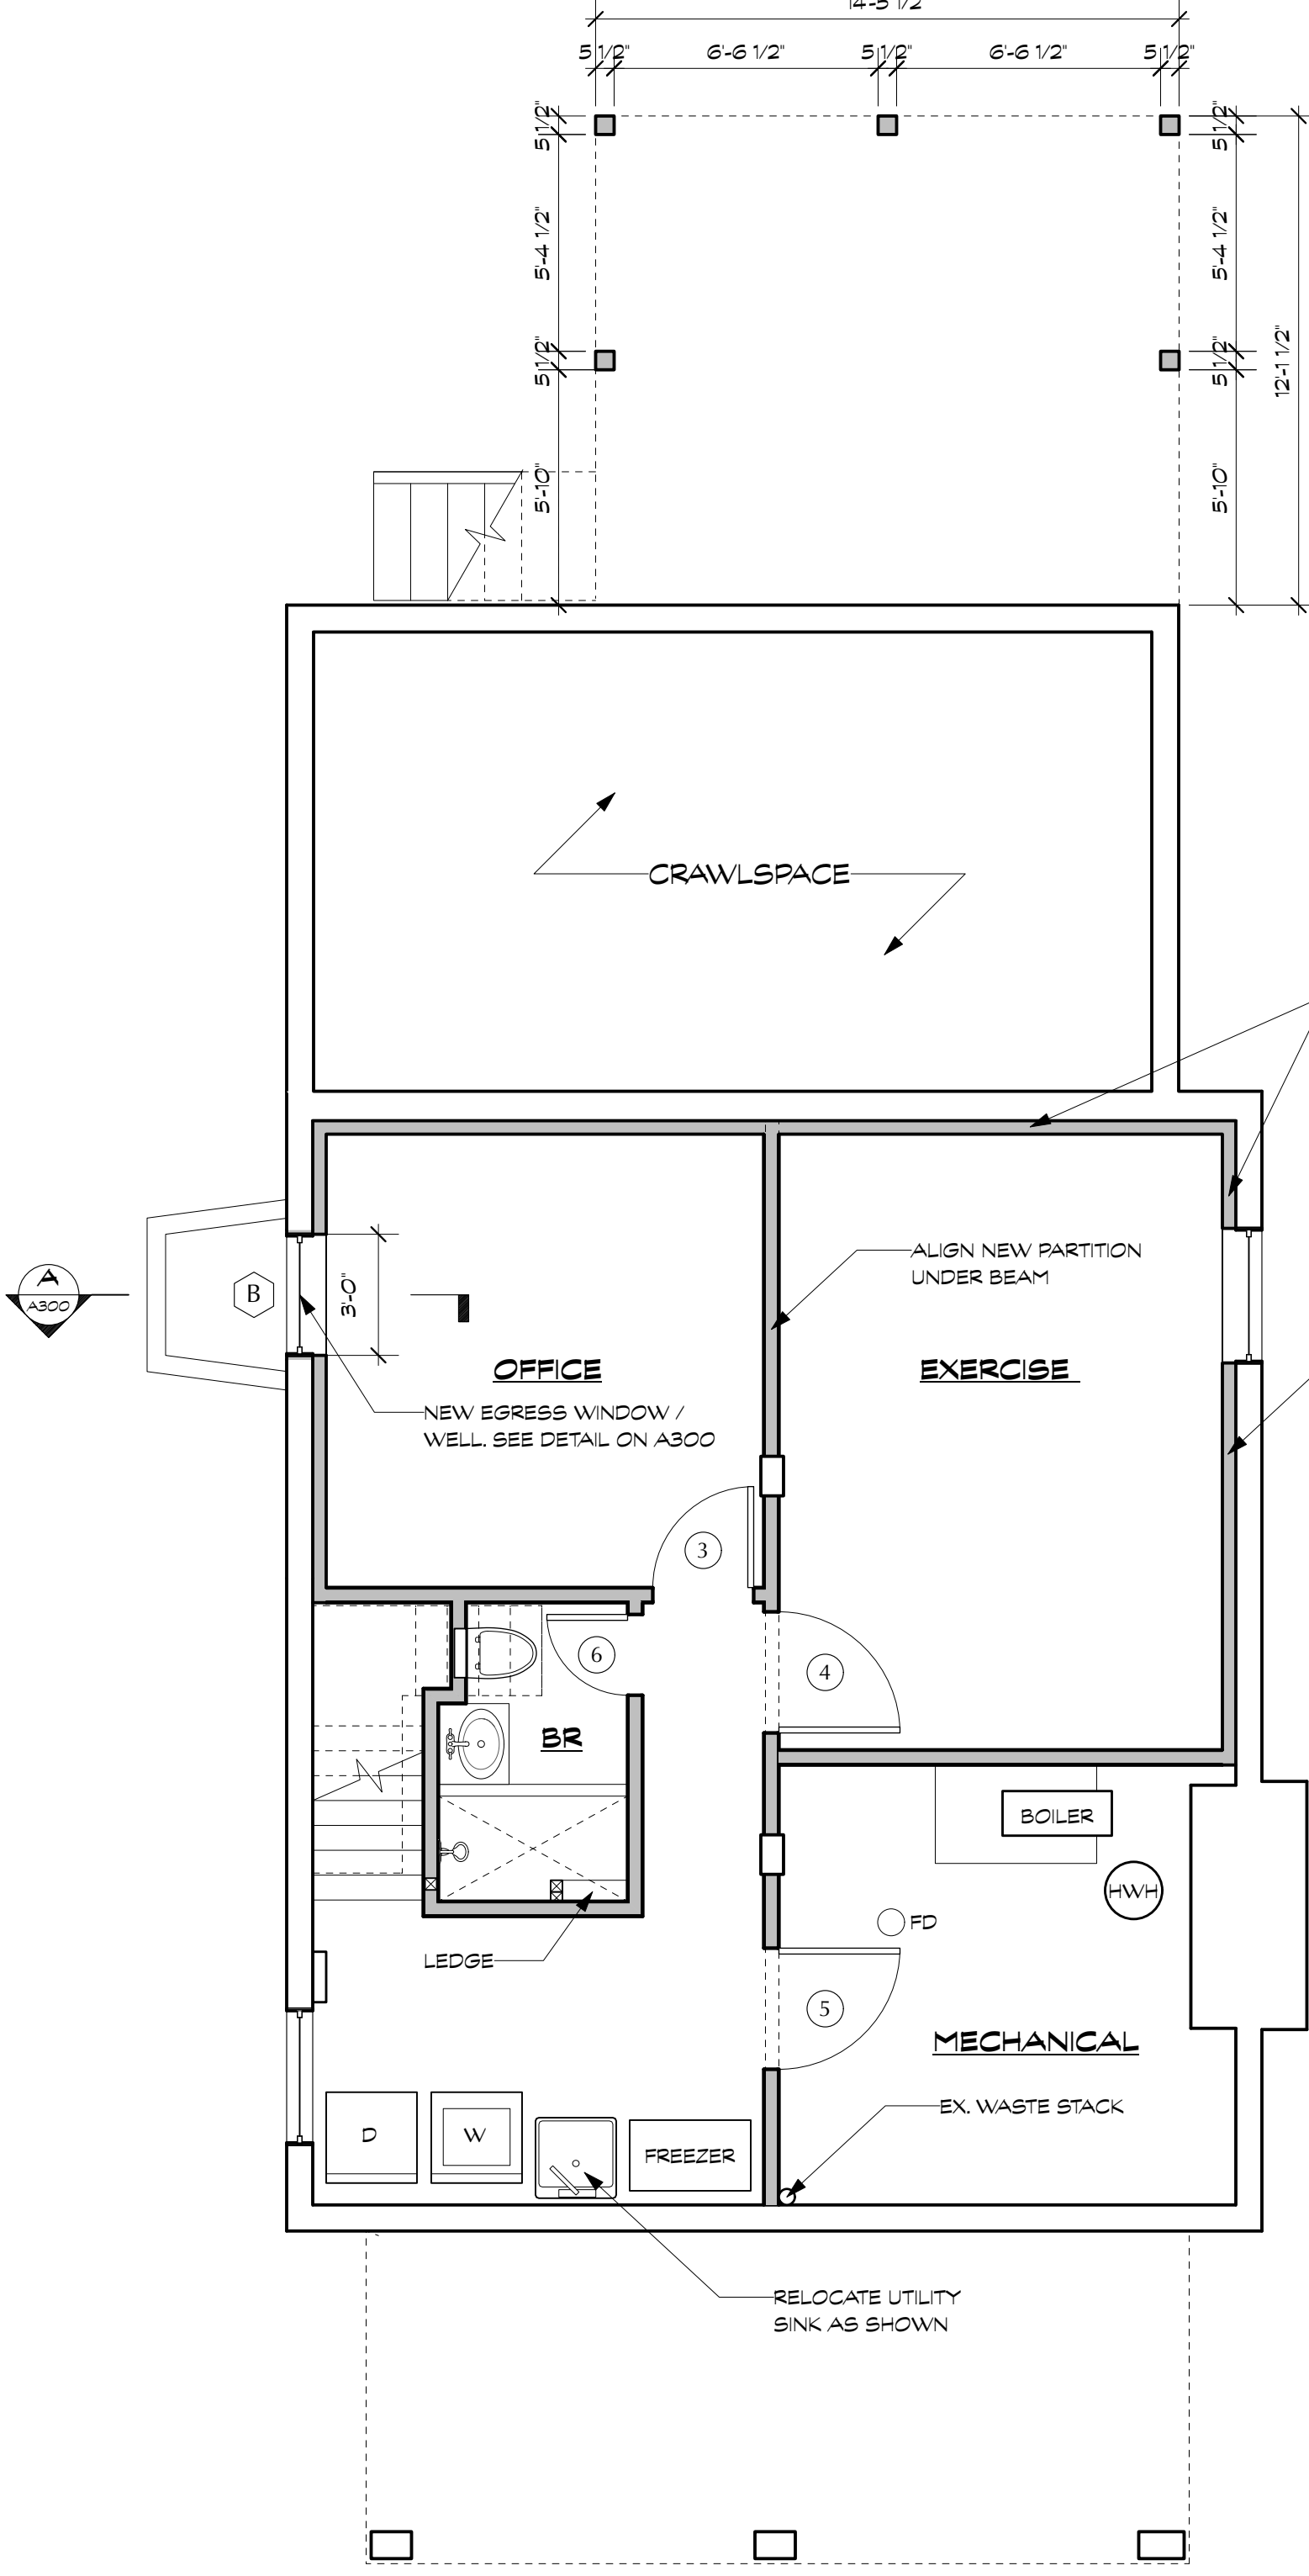 14'-5 1/2"
5 1/2" 6'-6 1/2" 5 1/2" 6'-6 1/2" 5 1/2"
5 1/2" 5 1/2"
5'-4 1/2" 5'-4 1/2"
5 1/2" 5 1/2" 12'-1 1/2"
5'-10" 5'-10"
CRAWLSPACE
ALIGN NEW PARTITION
UNDER BEAM
A
A300
B
3'-0"
OFFICE
EXERCISE
NEW EGRESS WINDOW /
WELL. SEE DETAIL ON A300
3
6
4
BR
BOILER
HWH
FD
LEDGE
5
MECHANICAL
EX. WASTE STACK
D
W
FREEZER
RELOCATE UTILITY
SINK AS SHOWN